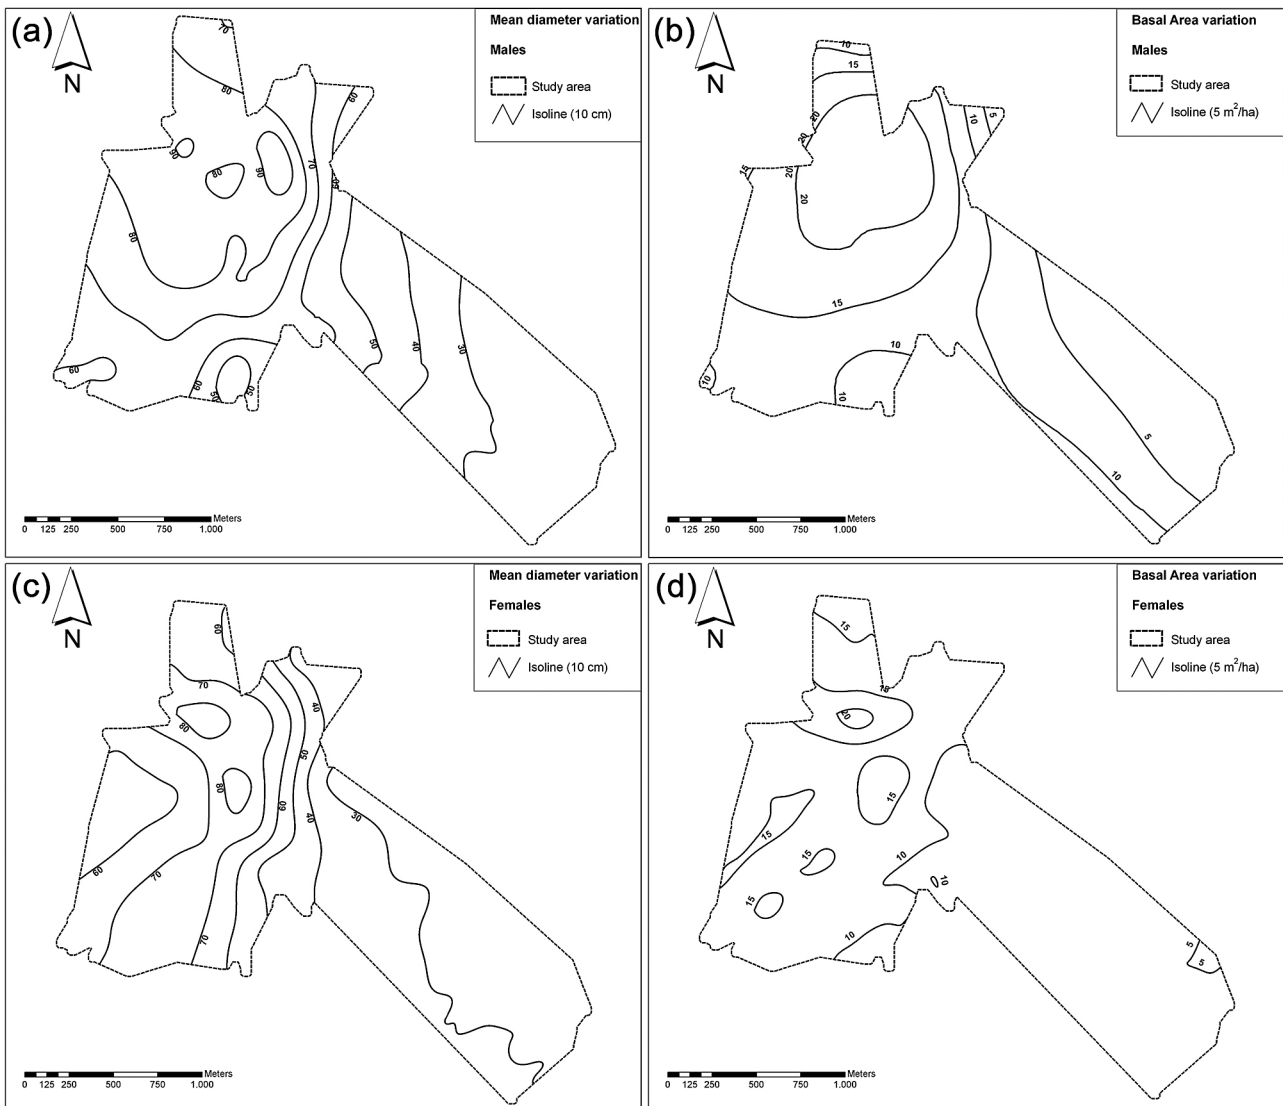 (a)
N
Mean diameter variation
Males
Study area
Isoline (10 cm)
70
80
60
90
80
90
70
60
80
60
60
50
50
50
40
30
Meters
0 125 250 500 750 1.000
(b)
N
Basal Area variation
Males
Study area
Isoline (5 m²/ha)
10
15
20
20
5
10
15
20
20
15
10
10
10
5
10
Meters
0 125 250 500 750 1.000
(c)
N
Mean diameter variation
Females
Study area
Isoline (10 cm)
60
70
40
80
50
80
60
40
30
60
70
70
Meters
0 125 250 500 750 1.000
(d)
N
Basal Area variation
Females
Study area
Isoline (5 m²/ha)
15
18
20
15
15
15
10
10
15
10
5
5
Meters
0 125 250 500 750 1.000